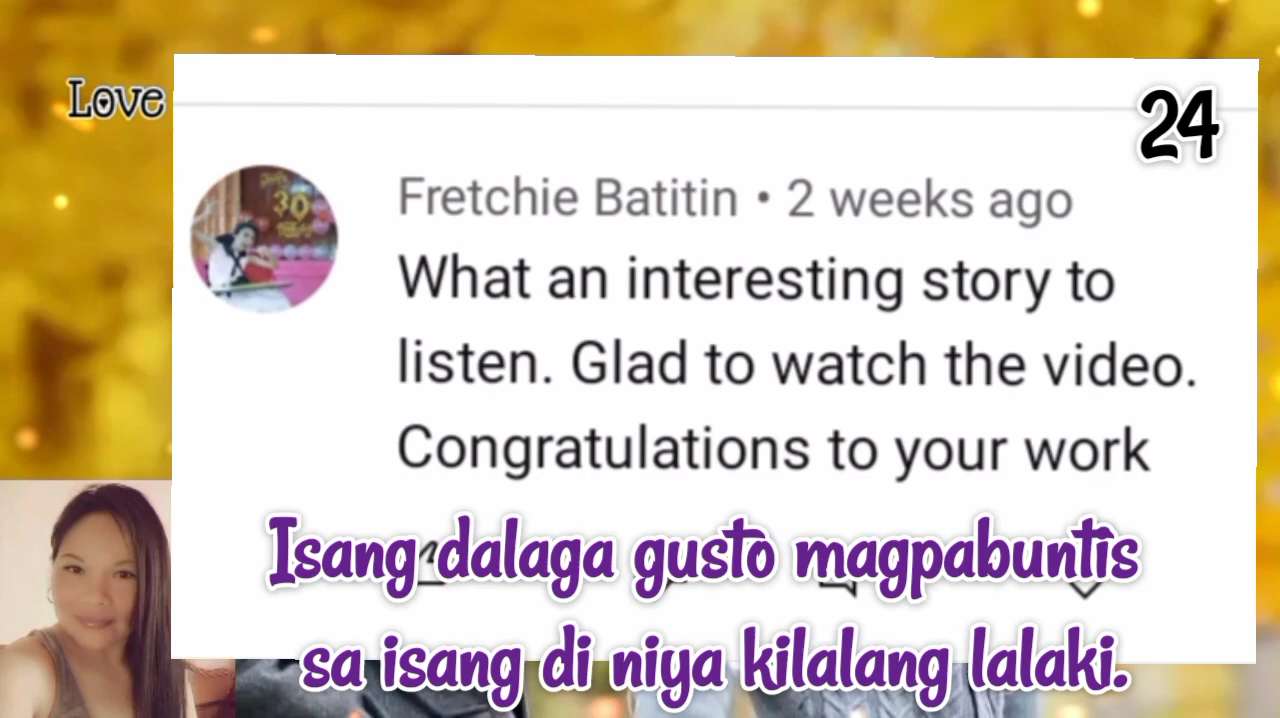 Love
24
Fretchie Batitin • 2 weeks ago
What an interesting story to
listen. Glad to watch the video.
Congratulations to your work
Isang dalaga gusto magpabuntis
sa isang di niya kilalang lalaki.